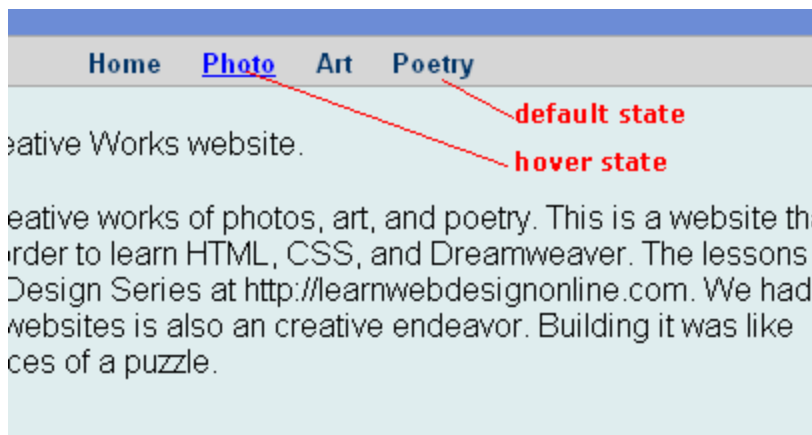 Home Photo Art Poetry
default state
eative Works website.
hover state
eative works of photos, art, and poetry. This is a website th
rder to learn HTML, CSS, and Dreamweaver. The lessons
Design Series at http://learnwebdesignonline.com. We had
websites is also an creative endeavor. Building it was like
ces of a puzzle.